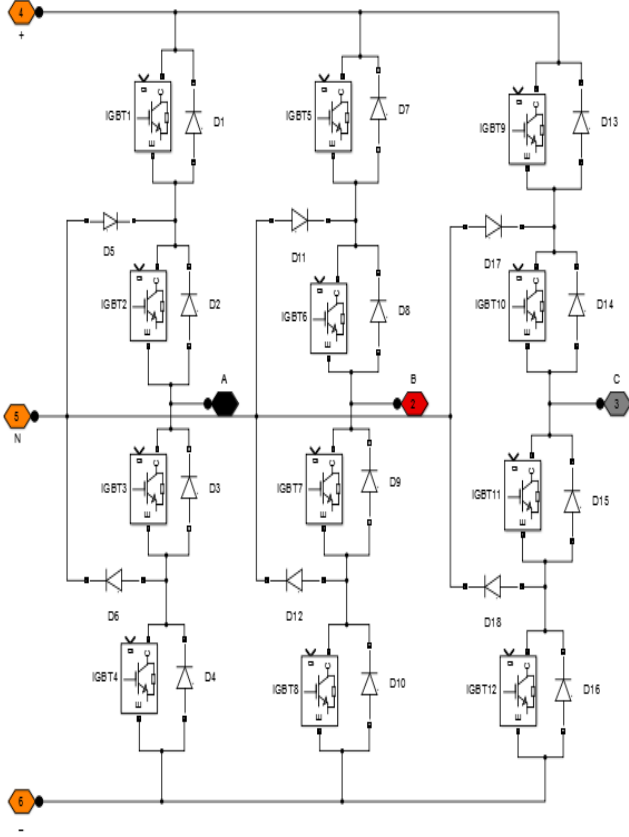 4
+
IGBT1
D1
IGBT5
D7
IGBT9
D13
g
C
E
g
C
E
g
C
E
D5
D11
D17
IGBT2
D2
IGBT6
D8
IGBT10
D14
g
C
E
g
C
E
g
C
E
A
B
C
5
2
3
N
IGBT3
D3
IGBT7
D9
IGBT11
D15
g
C
E
g
C
E
g
C
E
D6
D12
D18
IGBT4
D4
IGBT8
D10
IGBT12
D16
g
C
E
g
C
E
g
C
E
6
-